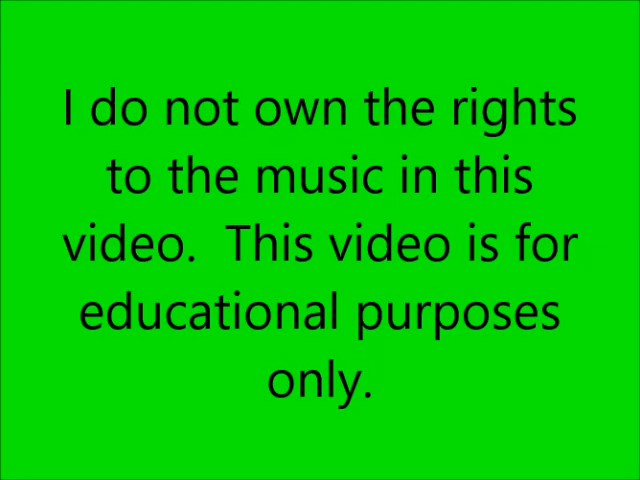 I do not own the rights
to the music in this
video.  This video is for
educational purposes
only.